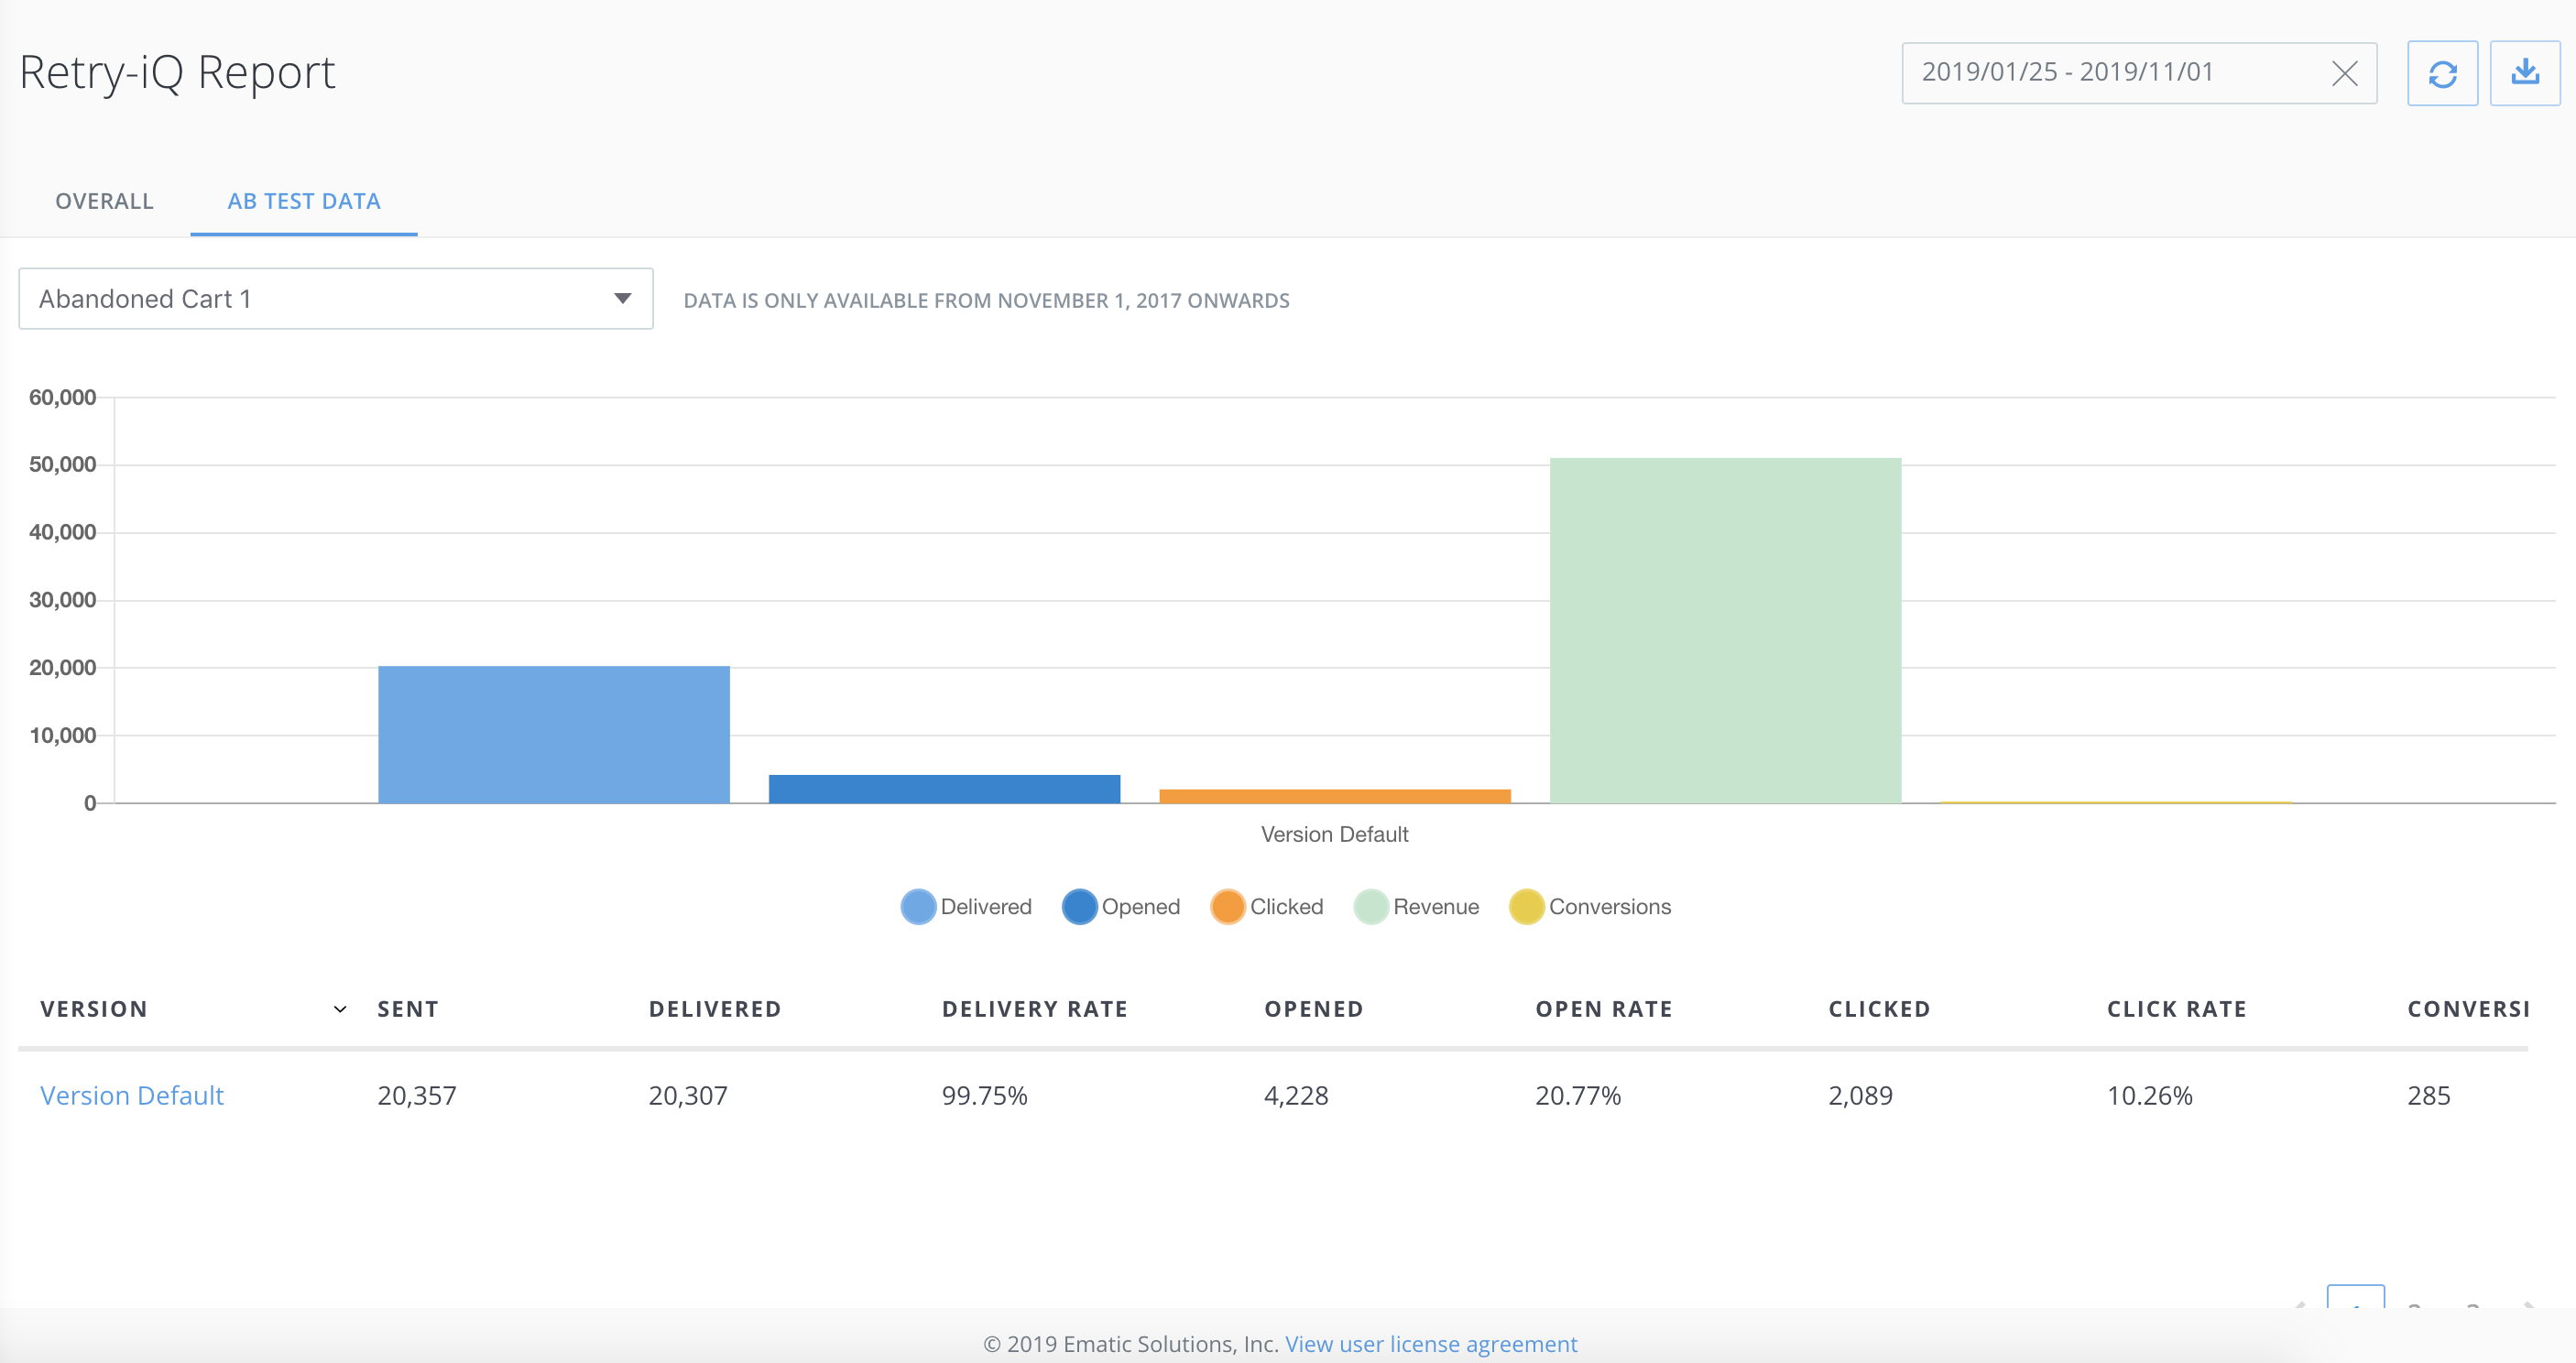 Retry-iQ Report
2019/01/25 - 2019/11/01
OVERALL
AB TEST DATA
Abandoned Cart 1
DATA IS ONLY AVAILABLE FROM NOVEMBER 1, 2017 ONWARDS
60,000
50,000
40,000
30,000
20,000
10,000
0
Version Default
Delivered Opened Clicked Revenue Conversions
VERSION SENT DELIVERED DELIVERY RATE OPENED OPEN RATE CLICKED CLICK RATE CONVERSI
Version Default 20,357 20,307 99.75% 4,228 20.77% 2,089 10.26% 285
© 2019 Ematic Solutions, Inc. View user license agreement